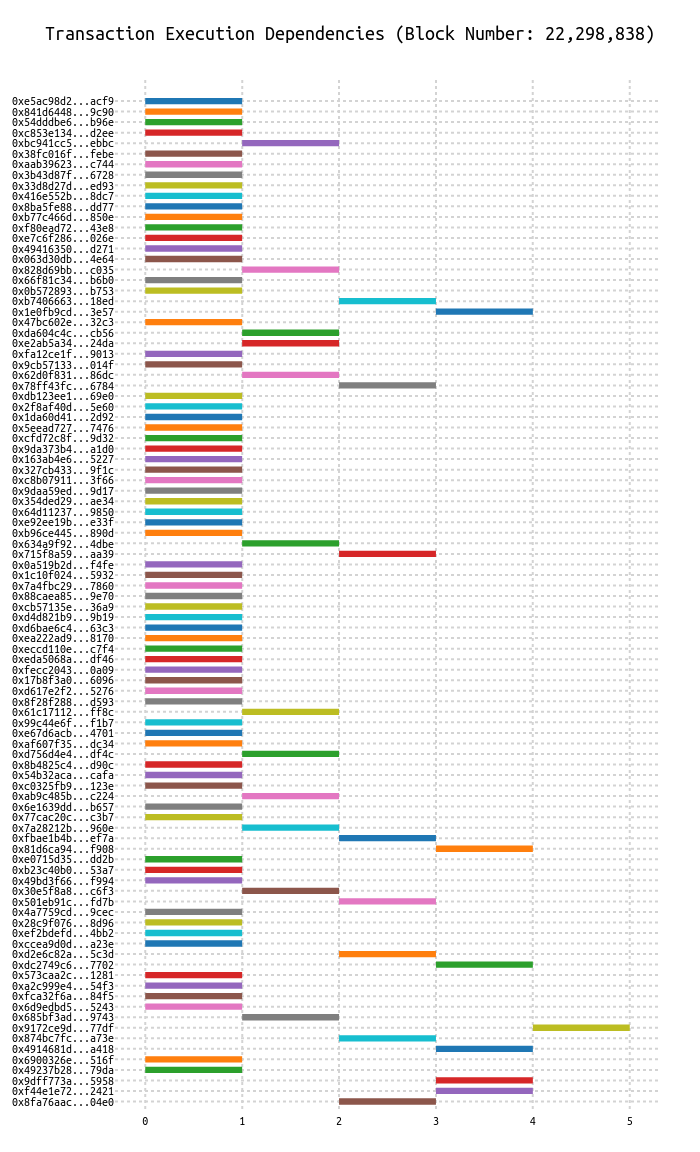 Transaction Execution Dependencies (Block Number: 22,298,838)
0xe5ac98d2...acf9
0x841d6448...9c90
0x54dddbe6...b96e
0xc853e134...d2ee
0xbc941cc5...ebbc
0x38fc016f...febe
0xaab39623...c744
0x3b43d87f...6728
0x33d8d27d...ed93
0x416e552b...8dc7
0x8ba5fe88...dd77
0xb77c466d...850e
0xf80ead72...43e8
0xe7c6f286...026e
0x49416350...d271
0x063d30db...4e64
0x828d69bb...c035
0x66f81c34...b6b0
0x0b572893...b753
0xb7406663...18ed
0x1e0fb9cd...3e57
0x47bc602e...32c3
0xda604c4c...cb56
0xe2ab5a34...24da
0xfa12ce1f...9013
0x9cb57133...014f
0x62d0f831...86dc
0x78ff43fc...6784
0xdb123ee1...69e0
0x2f8af40d...5e60
0x1da60d41...2d92
0x5eead727...7476
0xcfd72c8f...9d32
0x9da373b4...a1d0
0x163ab4e6...5227
0x327cb433...9f1c
0xc8b07911...3f66
0x9daa59ed...9d17
0x354ded29...ae34
0x64d11237...9850
0xe92ee19b...e33f
0xb96ce445...890d
0x634a9f92...4dbe
0x715f8a59...aa39
0x0a519b2d...f4fe
0x1c10f024...5932
0x7a4fbc29...7860
0x88caea85...9e70
0xcb57135e...36a9
0xd4d821b9...9b19
0xd6bae6c4...63c3
0xea222ad9...8170
0xeccd110e...c7f4
0xeda5068a...df46
0xfecc2043...0a09
0x17b8f3a0...6096
0xd617e2f2...5276
0x8f28f288...d593
0x61c17112...ff8c
0x99c44e6f...f1b7
0xe67d6acb...4701
0xaf607f35...dc34
0xd756d4e4...df4c
0x8b4825c4...d90c
0x54b32aca...cafa
0xc0325fb9...123e
0xab9c485b...c224
0x6e1639dd...b657
0x77cac20c...c3b7
0x7a28212b...960e
0xfbae1b4b...ef7a
0x81d6ca94...f908
0xe0715d35...dd2b
0xb23c40b0...53a7
0x49bd3f66...f994
0x30e5f8a8...c6f3
0x501eb91c...fd7b
0x4a7759cd...9cec
0x28c9f076...8d96
0xef2bdefd...4bb2
0xccea9d0d...a23e
0xd2e6c82a...5c3d
0xdc2749c6...7702
0x573caa2c...1281
0xa2c999e4...54f3
0xfca32f6a...84f5
0x6d9edbd5...5243
0x685bf3ad...9743
0x9172ce9d...77df
0x874bc7fc...a73e
0x4914681d...a418
0x6900326e...516f
0x49237b28...79da
0x9dff773a...5958
0xf44e1e72...2421
0x8fa76aac...04e0
0 1 2 3 4 5